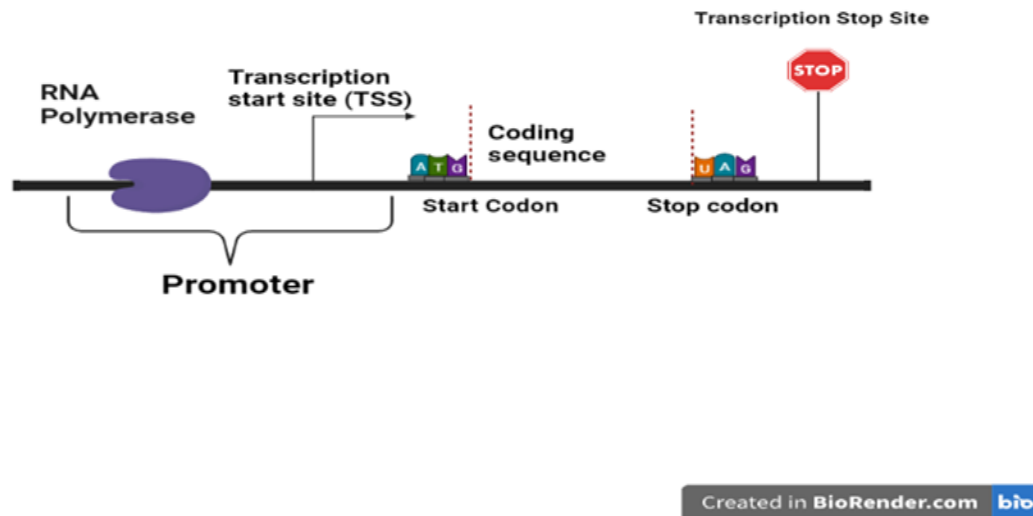 Transcription Stop Site
STOP
RNA
Polymerase
Transcription
start site (TSS)
Coding
sequence
A T G
U A G
Start Codon
Stop codon
Promoter
Created in BioRender.com bio